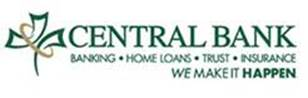 CENTRAL BANK
BANKING • HOME LOANS • TRUST • INSURANCE
WE MAKE IT HAPPEN